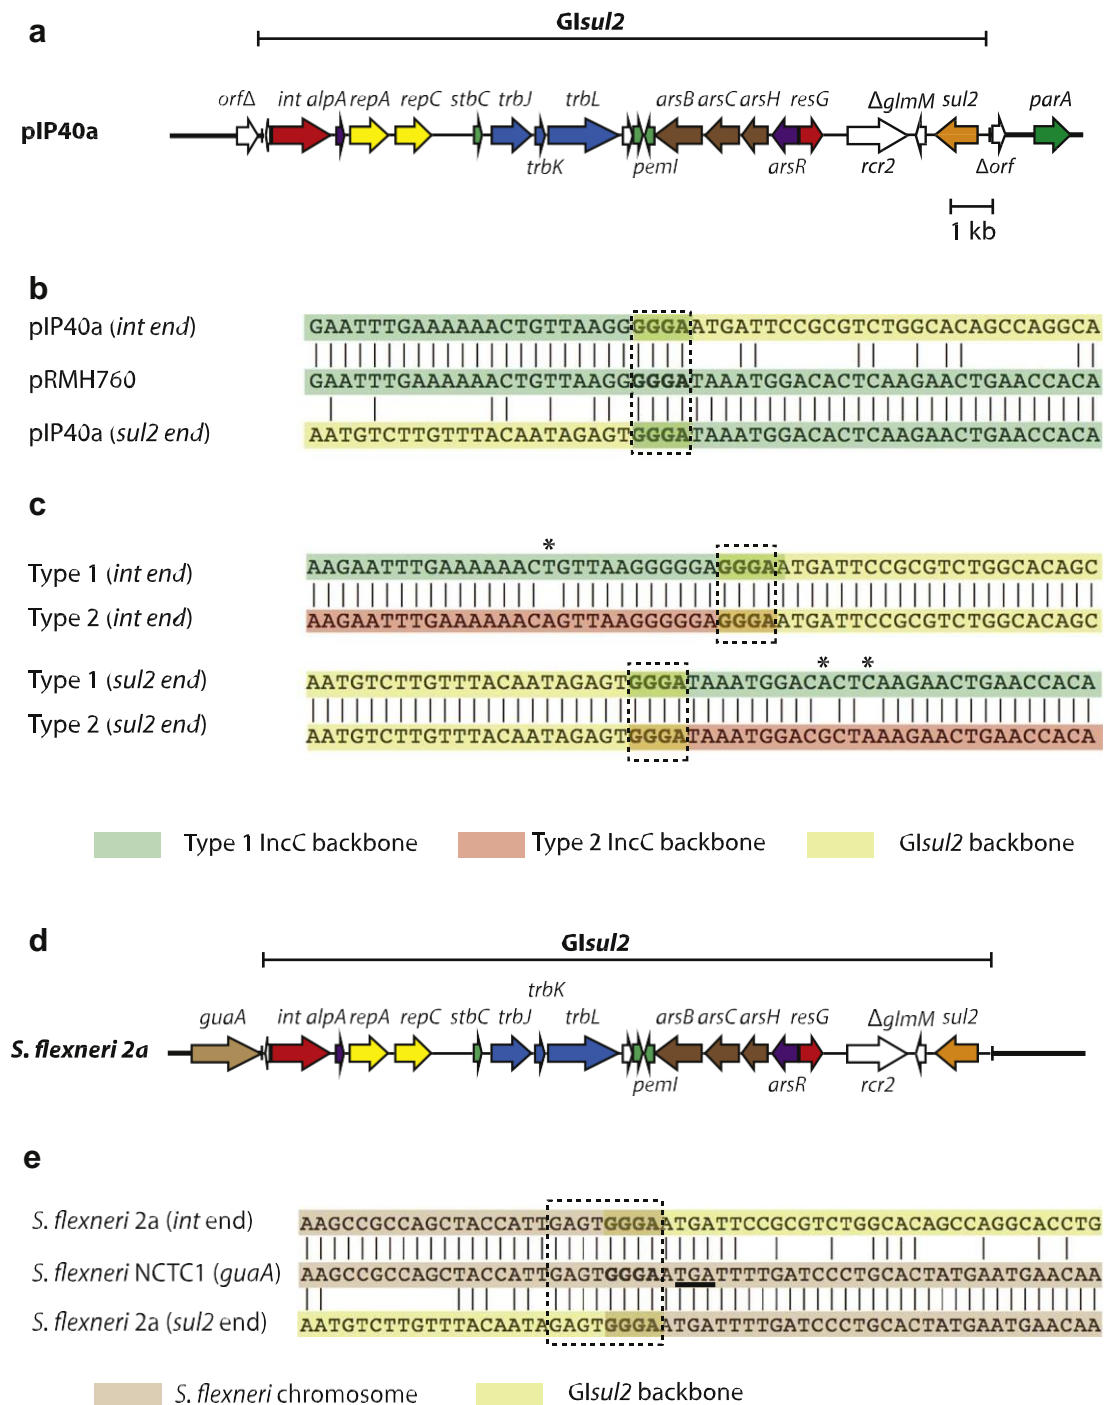 a
GIsul2
orfΔ int alpA repA repC stbC trbJ trbL arsB arsC arsH resG ΔglmM sul2 parA
pIP40a
trbK pemI arsR rcr2 Δorf
1 kb
b
pIP40a (int end) GAATTTGAAAAAACTGTTAAGGGGGAATGATTCCGCGTCTGGCACAGCCAGGCA
pRMH760 GAATTTGAAAAAACTGTTAAGGGGGATAAATGGACACTCAAGAACTGAACCACA
pIP40a (sul2 end) AATGTCTTGTTTACAATAGAGTGGGATAAATGGACACTCAAGAACTGAACCACA
c
*
Type 1 (int end) AAGAATTTGAAAAAACTGTTAAGGGGGAGGGAATGATTCCGCGTCTGGCACAGC
Type 2 (int end) AAGAATTTGAAAAAACAGTTAAGGGGGAGGGAATGATTCCGCGTCTGGCACAGC
* *
Type 1 (sul2 end) AATGTCTTGTTTACAATAGAGTGGGATAAATGGACACTCAAGAACTGAACCACA
Type 2 (sul2 end) AATGTCTTGTTTACAATAGAGTGGGATAAATGGACGCTAAAGAACTGAACCACA
Type 1 IncC backbone Type 2 IncC backbone GIsul2 backbone
d
GIsul2
trbK
guaA int alpA repA repC stbC trbJ trbL arsB arsC arsH resG ΔglmM sul2
S. flexneri 2a
pemI arsR rcr2
e
S. flexneri 2a (int end) AAGCCGCCAGCTACCATTGAGTGGGAATGATTCCGCGTCTGGCACAGCCAGGCACCTG
S. flexneri NCTC1 (guaA) AAGCCGCCAGCTACCATTGAGTGGGAATGATTTTGATCCCTGCACTATGAATGAACAA
S. flexneri 2a (sul2 end) AATGTCTTGTTTACAATAGAGTGGGAATGATTTTGATCCCTGCACTATGAATGAACAA
S. flexneri chromosome GIsul2 backbone